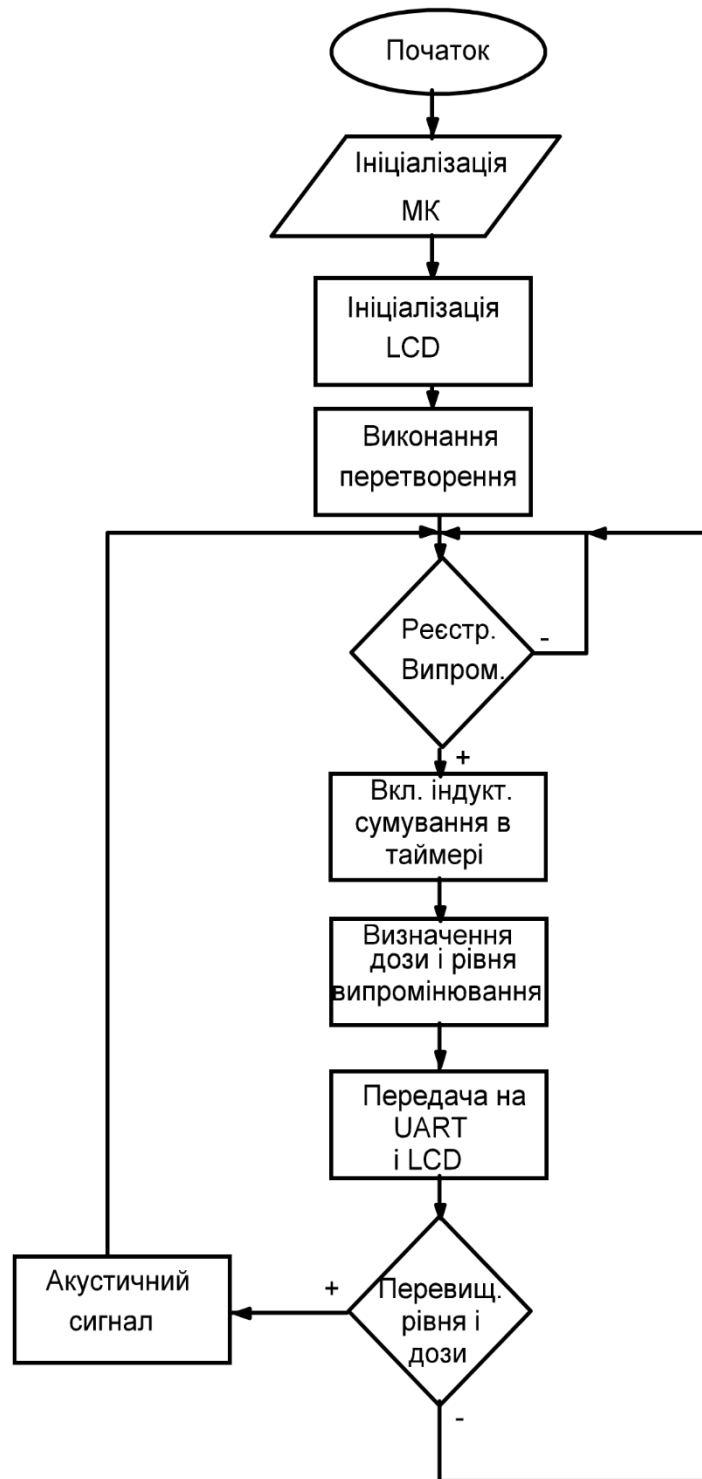 Початок
Ініціалізація
МК
Ініціалізація
LCD
Виконання
перетворення
Реєстр.
Випром.
-
+
Вкл. індукт.
сумування в
таймері
Визначення
дози і рівня
випромінювання
Передача на
UART
і LCD
Акустичний
сигнал
+
Перевищ.
рівня і
дози
-